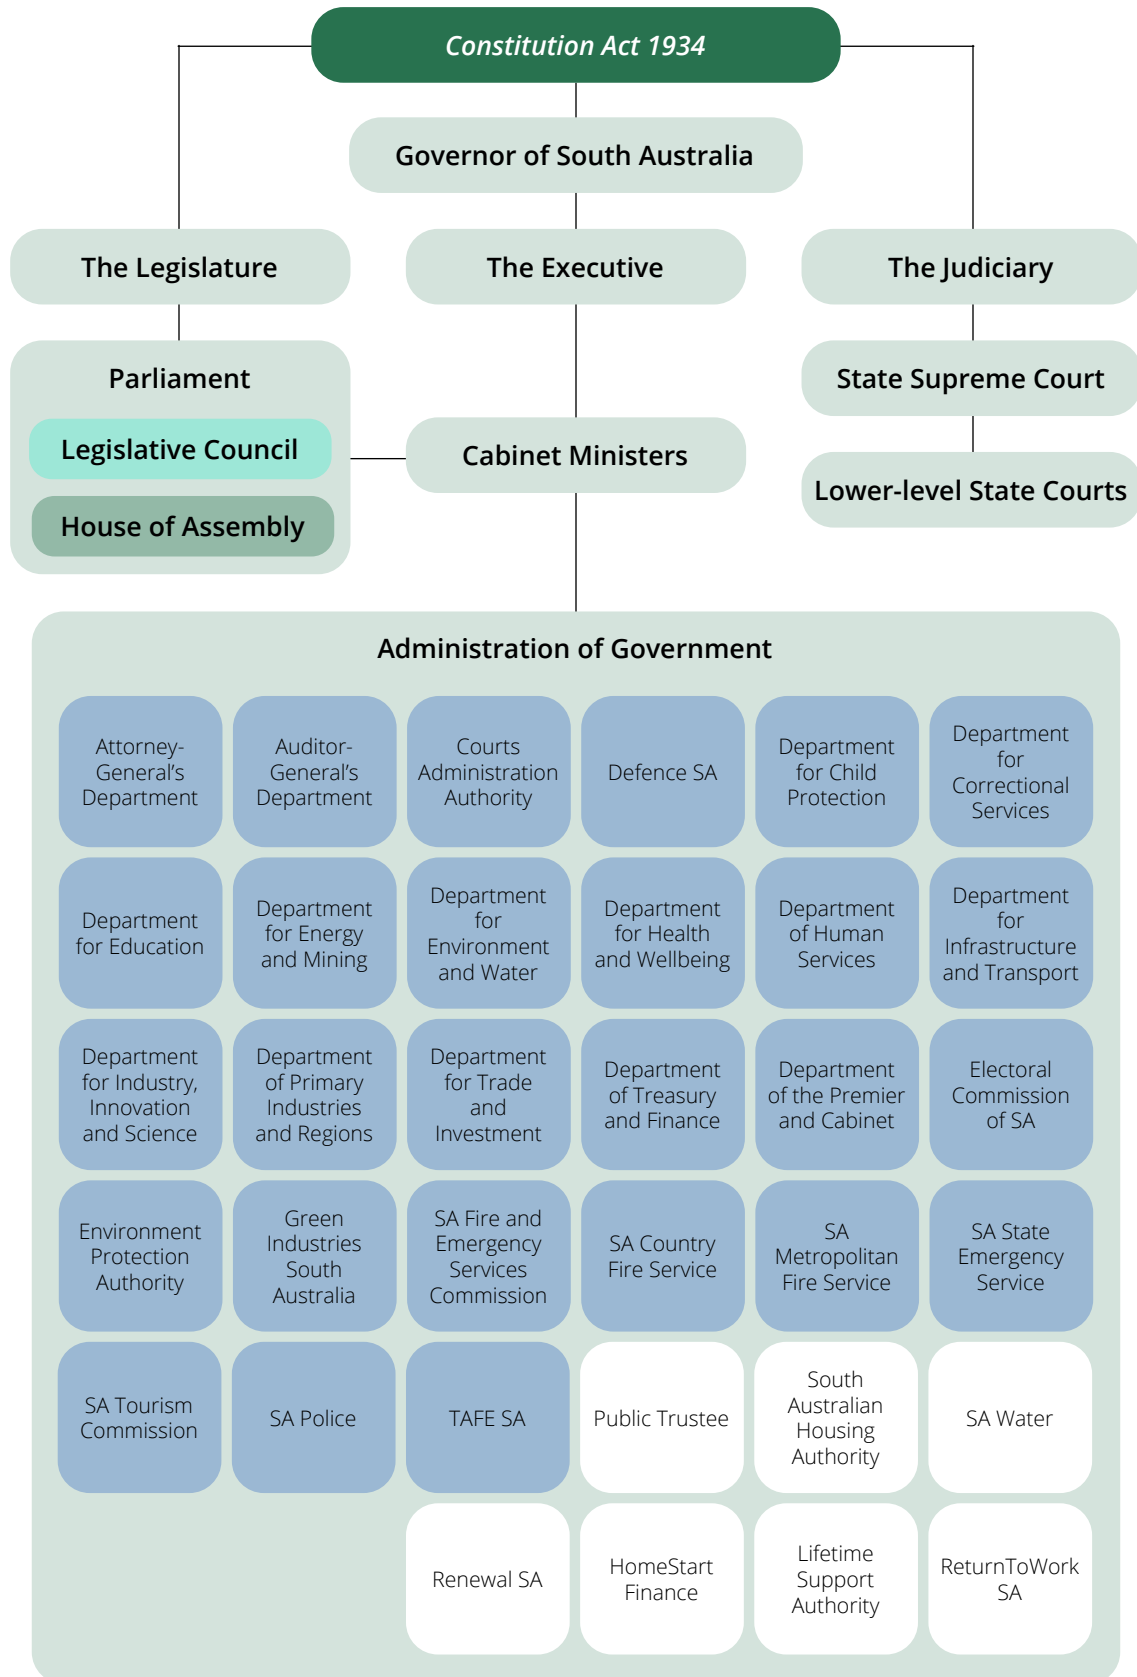 Constitution Act 1934
Governor of South Australia
The Legislature
The Executive
The Judiciary
Parliament
Legislative Council
House of Assembly
Cabinet Ministers
State Supreme Court
Lower-level State Courts
Administration of Government
Attorney-
General's
Department
Auditor-
General's
Department
Courts
Administration
Authority
Defence SA
Department
for Child
Protection
Department
for
Correctional
Services
Department
for Education
Department
for Energy
and Mining
Department
for
Environment
and Water
Department
for Health
and Wellbeing
Department
of Human
Services
Department
for
Infrastructure
and Transport
Department
for Industry,
Innovation
and Science
Department
of Primary
Industries
and Regions
Department
for Trade
and
Investment
Department
of Treasury
and Finance
Department
of the Premier
and Cabinet
Electoral
Commission
of SA
Environment
Protection
Authority
Green
Industries
South
Australia
SA Fire and
Emergency
Services
Commission
SA Country
Fire Service
SA
Metropolitan
Fire Service
SA State
Emergency
Service
SA Tourism
Commission
SA Police
TAFE SA
Public Trustee
South
Australian
Housing
Authority
SA Water
Renewal SA
HomeStart
Finance
Lifetime
Support
Authority
ReturnToWork
SA